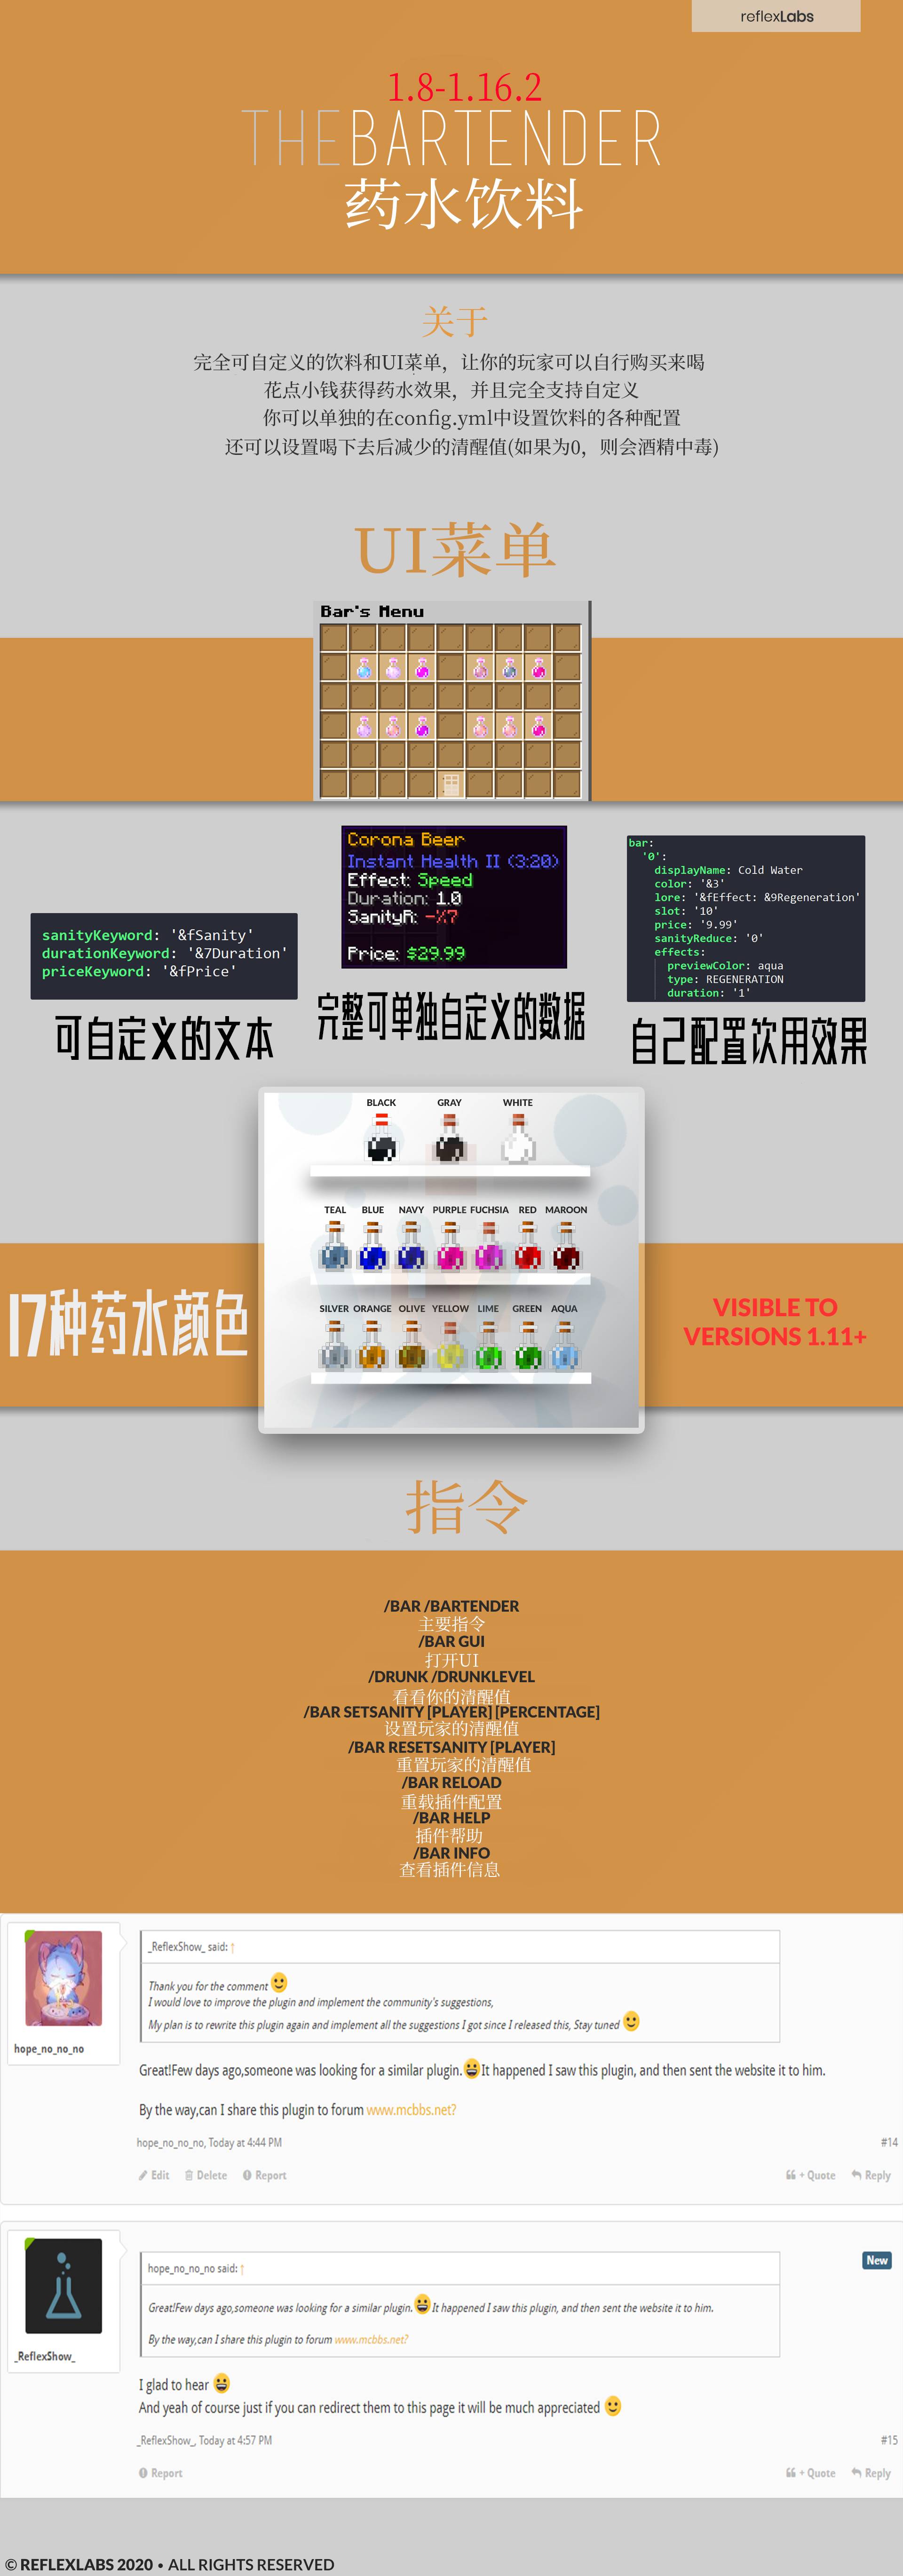 reflexLabs
1.8-1.16.2
THEBARTENDER
药水饮料
关于
完全可自定义的饮料和UI菜单，让你的玩家可以自行购买来喝
花点小钱获得药水效果，并且完全支持自定义
你可以单独的在config.yml中设置饮料的各种配置
还可以设置喝下去后减少的清醒值(如果为0，则会酒精中毒)
UI菜单
Bar's Menu
sanityKeyword: '&fSanity'
durationKeyword: '&7Duration'
priceKeyword: '&fPrice'
可自定义的文本
Corona Beer
Instant Health II (3:20)
Effect: Speed
Duration: 1.0
SanityR: -%7
Price: $29.99
完整可单独自定义的数据
bar:
'0':
displayName: Cold Water
color: '&3'
lore: '&fEffect: &9Regeneration'
slot: '10'
price: '9.99'
sanityReduce: '0'
effects:
previewColor: aqua
type: REGENERATION
duration: '1'
自己配置饮用效果
BLACK GRAY WHITE
TEAL BLUE NAVY PURPLE FUCHSIA RED MAROON
SILVER ORANGE OLIVE YELLOW LIME GREEN AQUA
17种药水颜色
VISIBLE TO
VERSIONS 1.11+
指令
/BAR /BARTENDER
主要指令
/BAR GUI
打开UI
/DRUNK /DRUNKLEVEL
看看你的清醒值
/BAR SETSANITY [PLAYER] [PERCENTAGE]
设置玩家的清醒值
/BAR RESETSANITY [PLAYER]
重置玩家的清醒值
/BAR RELOAD
重载插件配置
/BAR HELP
插件帮助
/BAR INFO
查看插件信息
hope_no_no_no
_ReflexShow_ said: ↑
Thank you for the comment 🙂
I would love to improve the plugin and implement the community's suggestions,
My plan is to rewrite this plugin again and implement all the suggestions I got since I released this, Stay tuned 🙂
Great!Few days ago,someone was looking for a similar plugin.😀It happened I saw this plugin, and then sent the website it to him.
By the way,can I share this plugin to forum www.mcbbs.net?
hope_no_no_no, Today at 4:44 PM #14
Edit Delete Report + Quote Reply
_ReflexShow_
New
hope_no_no_no said: ↑
Great!Few days ago,someone was looking for a similar plugin.😀It happened I saw this plugin, and then sent the website it to him.
By the way,can I share this plugin to forum www.mcbbs.net?
I glad to hear 😀
And yeah of course just if you can redirect them to this page it will be much appreciated 🙂
_ReflexShow_, Today at 4:57 PM #15
Report + Quote Reply
© REFLEXLABS 2020 • ALL RIGHTS RESERVED